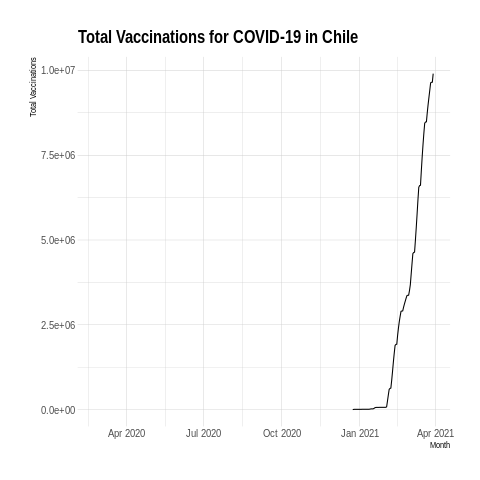 Total Vaccinations for COVID-19 in Chile
Total Vaccinations
1.0e+07
7.5e+06
5.0e+06
2.5e+06
0.0e+00
Apr 2020 Jul 2020 Oct 2020 Jan 2021 Apr 2021
Month